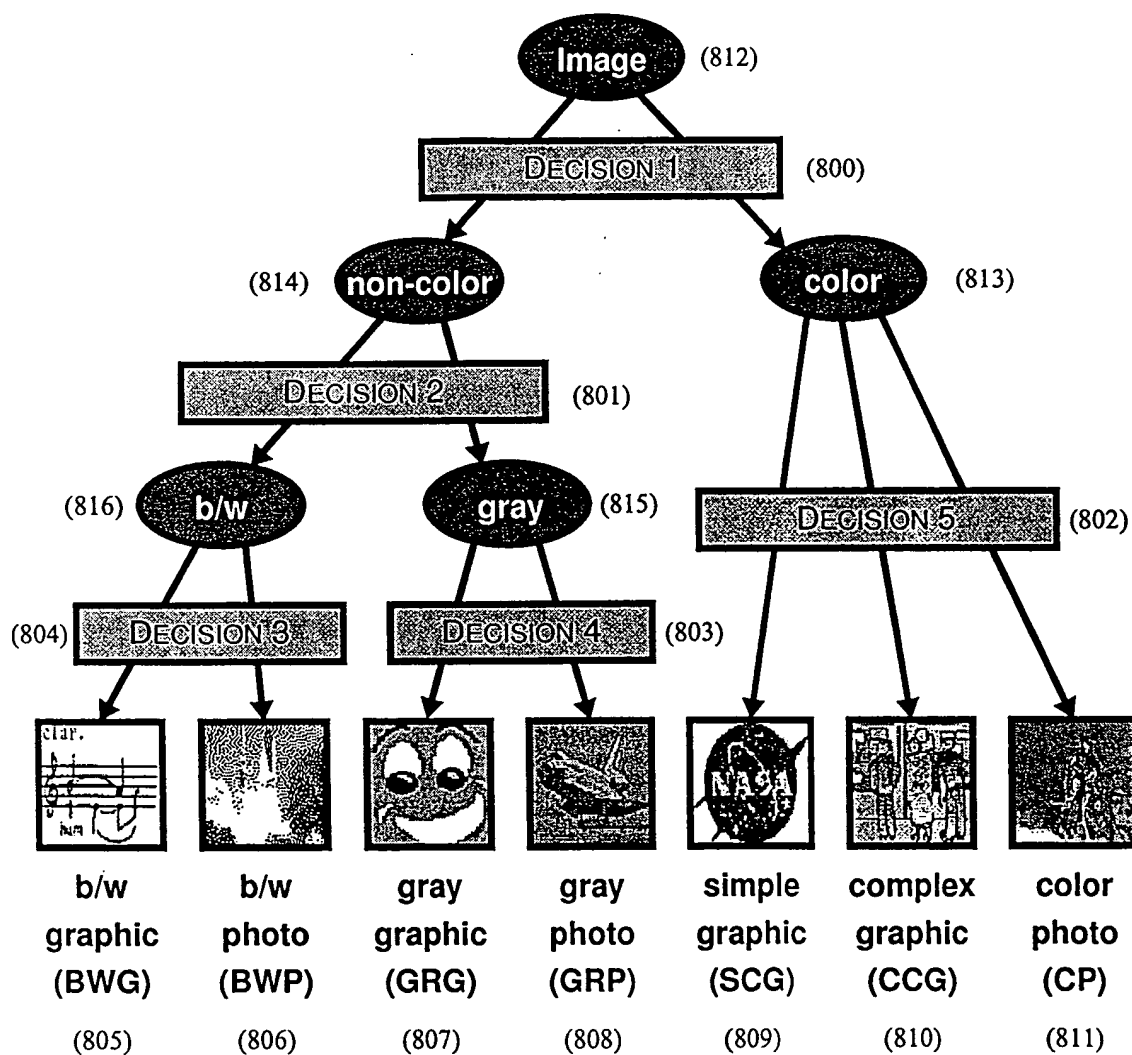 Image (812)
DECISION 1 (800)
(814) non-color color (813)
DECISION 2 (801)
(816) b/w gray (815)
DECISION 5 (802)
(804) DECISION 3 DECISION 4 (803)
clar.
NASA
b/w b/w gray gray simple complex color
graphic photo graphic photo graphic graphic photo
(BWG) (BWP) (GRG) (GRP) (SCG) (CCG) (CP)
(805) (806) (807) (808) (809) (810) (811)